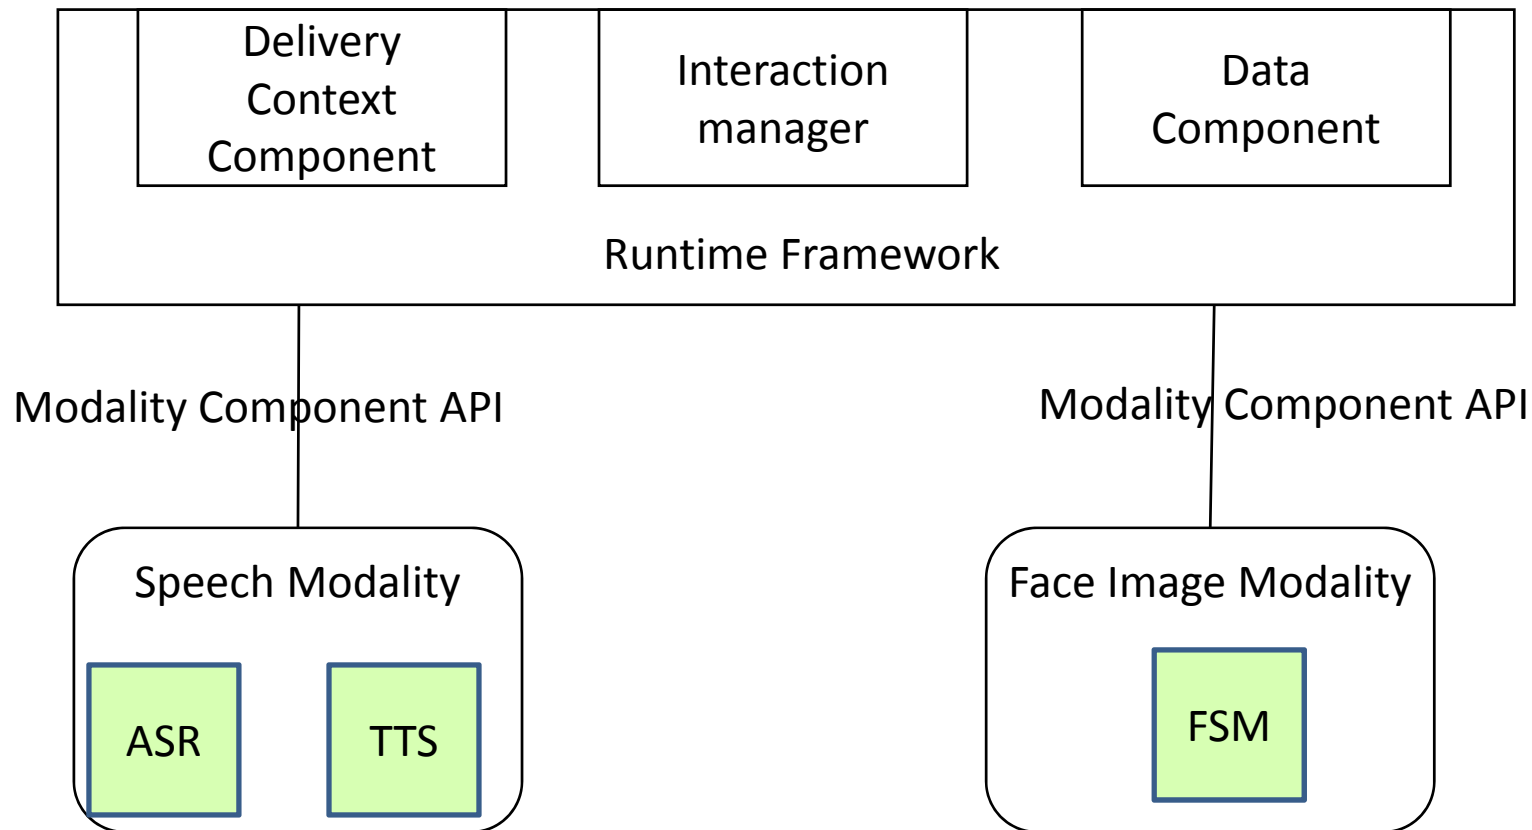 Delivery
Context
Component
Interaction
manager
Data
Component
Runtime Framework
Modality Component API
Modality Component API
Speech Modality
ASR
TTS
Face Image Modality
FSM